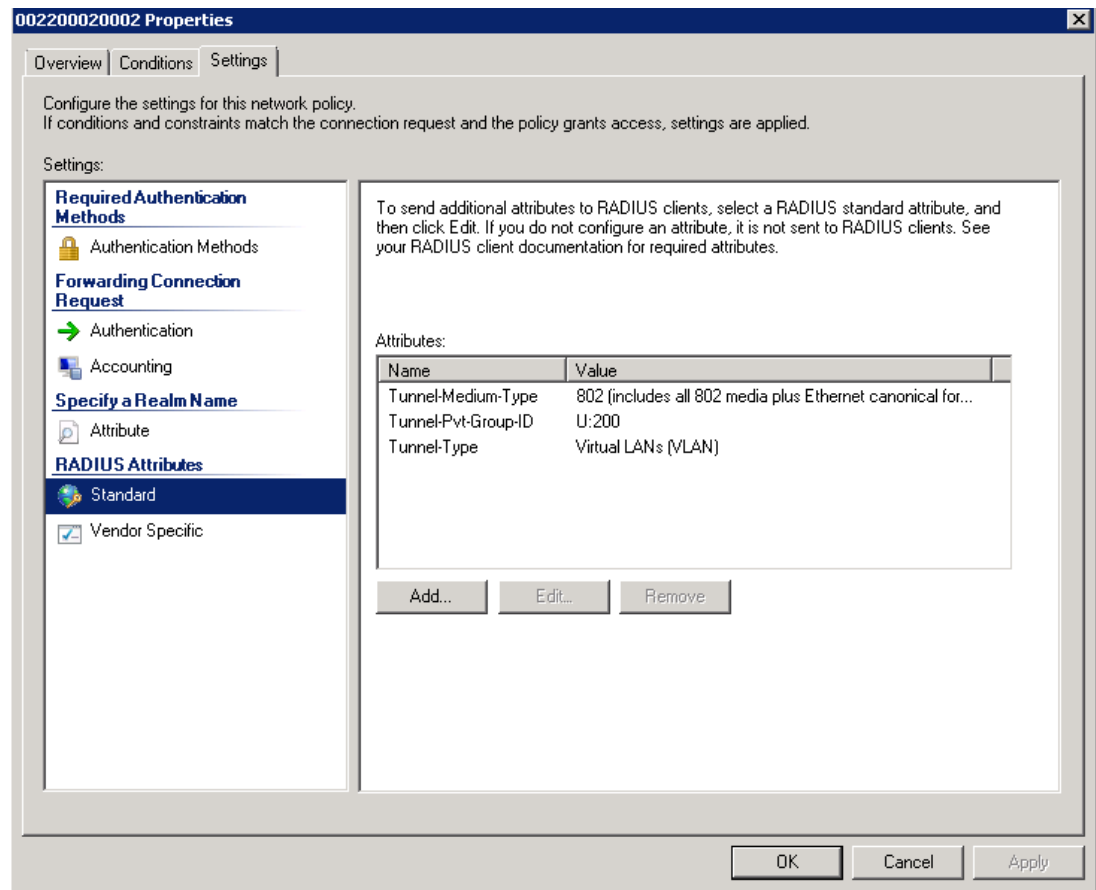 002200020002 Properties
Overview
Conditions
Settings
Configure the settings for this network policy.
If conditions and constraints match the connection request and the policy grants access, settings are applied.
Settings:
Required Authentication
Methods
Authentication Methods
Forwarding Connection
Request
Authentication
Accounting
Specify a Realm Name
Attribute
RADIUS Attributes
Standard
Vendor Specific
To send additional attributes to RADIUS clients, select a RADIUS standard attribute, and
then click Edit. If you do not configure an attribute, it is not sent to RADIUS clients. See
your RADIUS client documentation for required attributes.
Attributes:
Name Value
Tunnel-Medium-Type 802 (includes all 802 media plus Ethernet canonical for...
Tunnel-Pvt-Group-ID U:200
Tunnel-Type Virtual LANs (VLAN)
Add... Edit... Remove
OK Cancel Apply